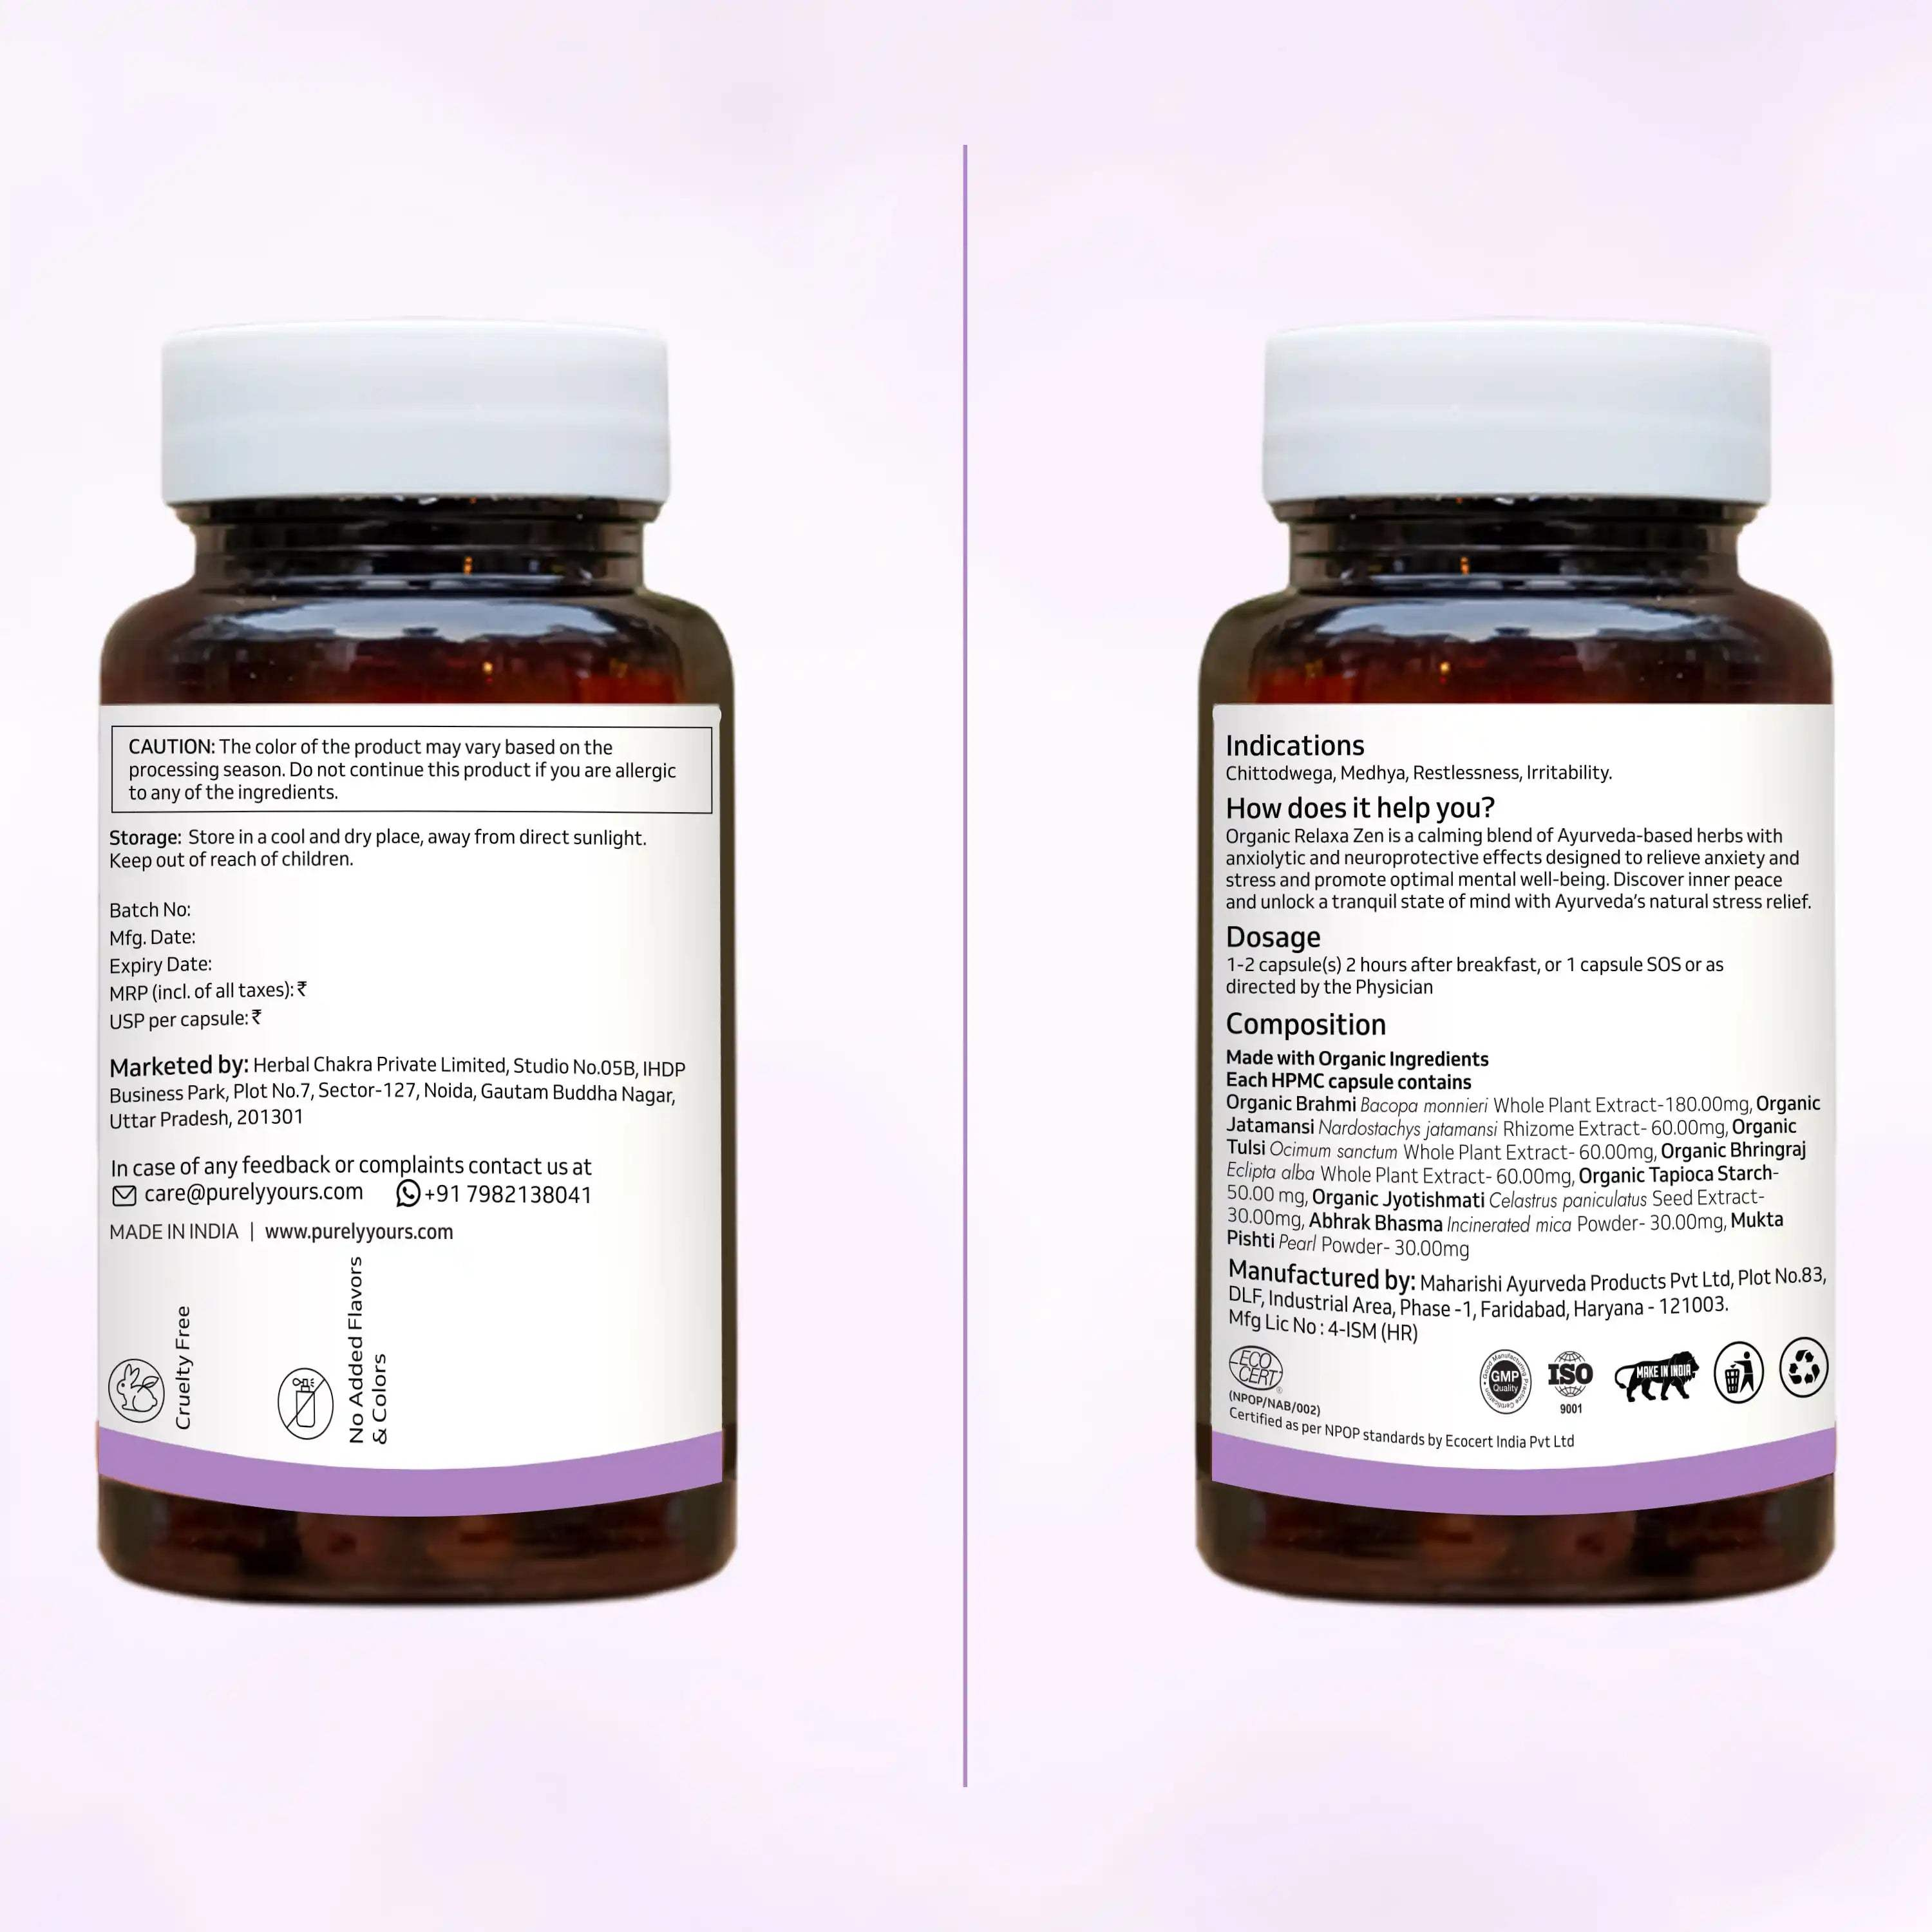 CAUTION: The color of the product may vary based on the
processing season. Do not continue this product if you are allergic
to any of the ingredients.
Storage: Store in a cool and dry place, away from direct sunlight.
Keep out of reach of children.
Batch No:
Mfg. Date:
Expiry Date:
MRP (incl. of all taxes): ₹
USP per capsule: ₹
Marketed by: Herbal Chakra Private Limited, Studio No.05B, IHDP
Business Park, Plot No.7, Sector-127, Noida, Gautam Buddha Nagar,
Uttar Pradesh, 201301
In case of any feedback or complaints contact us at
care@purelyyours.com +91 7982138041
MADE IN INDIA | www.purelyyours.com
Cruelty Free
No Added Flavors
& Colors
Indications
Chittodwega, Medhya, Restlessness, Irritability.
How does it help you?
Organic Relaxa Zen is a calming blend of Ayurveda-based herbs with
anxiolytic and neuroprotective effects designed to relieve anxiety and
stress and promote optimal mental well-being. Discover inner peace
and unlock a tranquil state of mind with Ayurveda's natural stress relief.
Dosage
1-2 capsule(s) 2 hours after breakfast, or 1 capsule SOS or as
directed by the Physician
Composition
Made with Organic Ingredients
Each HPMC capsule contains
Organic Brahmi Bacopa monnieri Whole Plant Extract-180.00mg, Organic
Jatamansi Nardostachys jatamansi Rhizome Extract- 60.00mg, Organic
Tulsi Ocimum sanctum Whole Plant Extract- 60.00mg, Organic Bhringraj
Eclipta alba Whole Plant Extract- 60.00mg, Organic Tapioca Starch-
50.00 mg, Organic Jyotishmati Celastrus paniculatus Seed Extract-
30.00mg, Abhrak Bhasma Incinerated mica Powder- 30.00mg, Mukta
Pishti Pearl Powder- 30.00mg
Manufactured by: Maharishi Ayurveda Products Pvt Ltd, Plot No.83,
DLF, Industrial Area, Phase -1, Faridabad, Haryana - 121003.
Mfg Lic No : 4-ISM (HR)
ECO
CERT
®
(NPOP/NAB/002)
Certified as per NPOP standards by Ecocert India Pvt Ltd
Good Manufacturing Practice Certification
GMP
Quality
ISO
9001
MAKE IN INDIA